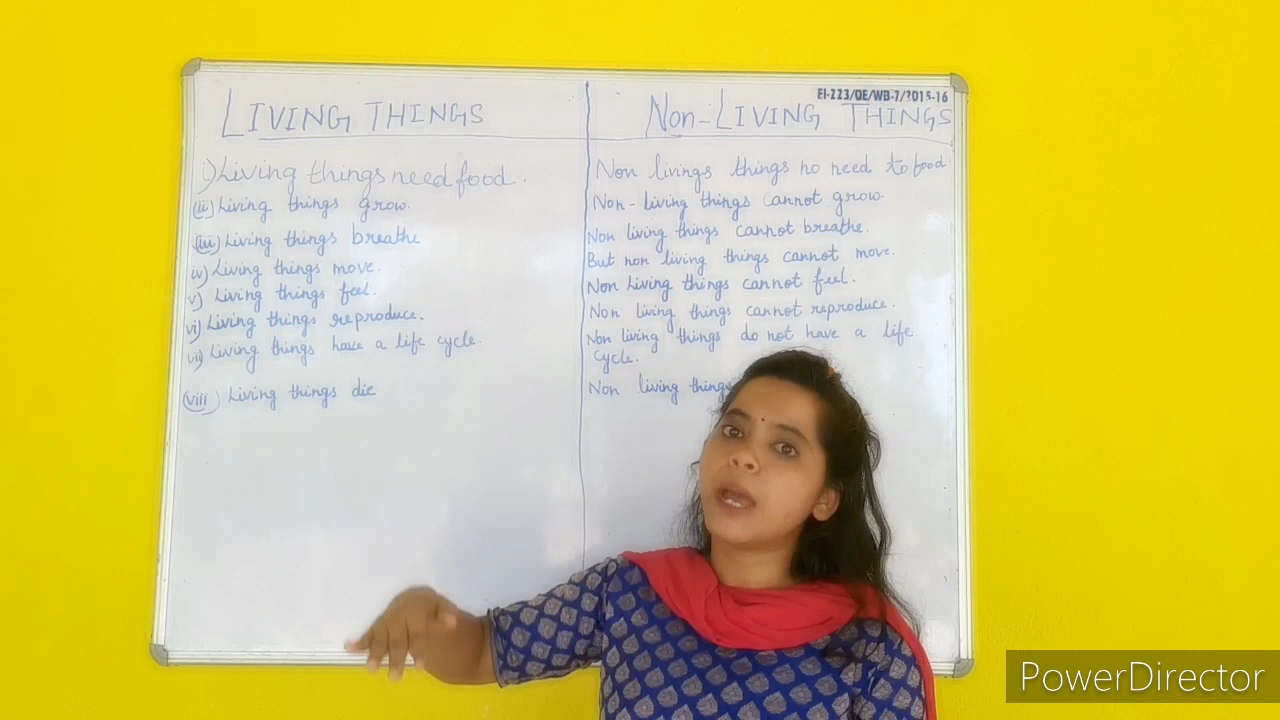 EI-223/DE/WB-7/2015-16
LIVING THINGS
i) Living things need food.
(ii) Living things grow.
(iii) Living things breathe
iv) Living things move.
v) Living things feel.
vi) Living things reproduce.
vii) Living things have a life cycle.
(viii) Living things die
Non-LIVING THINGS
Non livings things no need to food
Non-living things cannot grow.
Non living things cannot breathe.
But non living things cannot move.
Non Living things cannot feel.
Non living things cannot reproduce.
Non living things do not have a life
cycle.
Non living things
PowerDirector